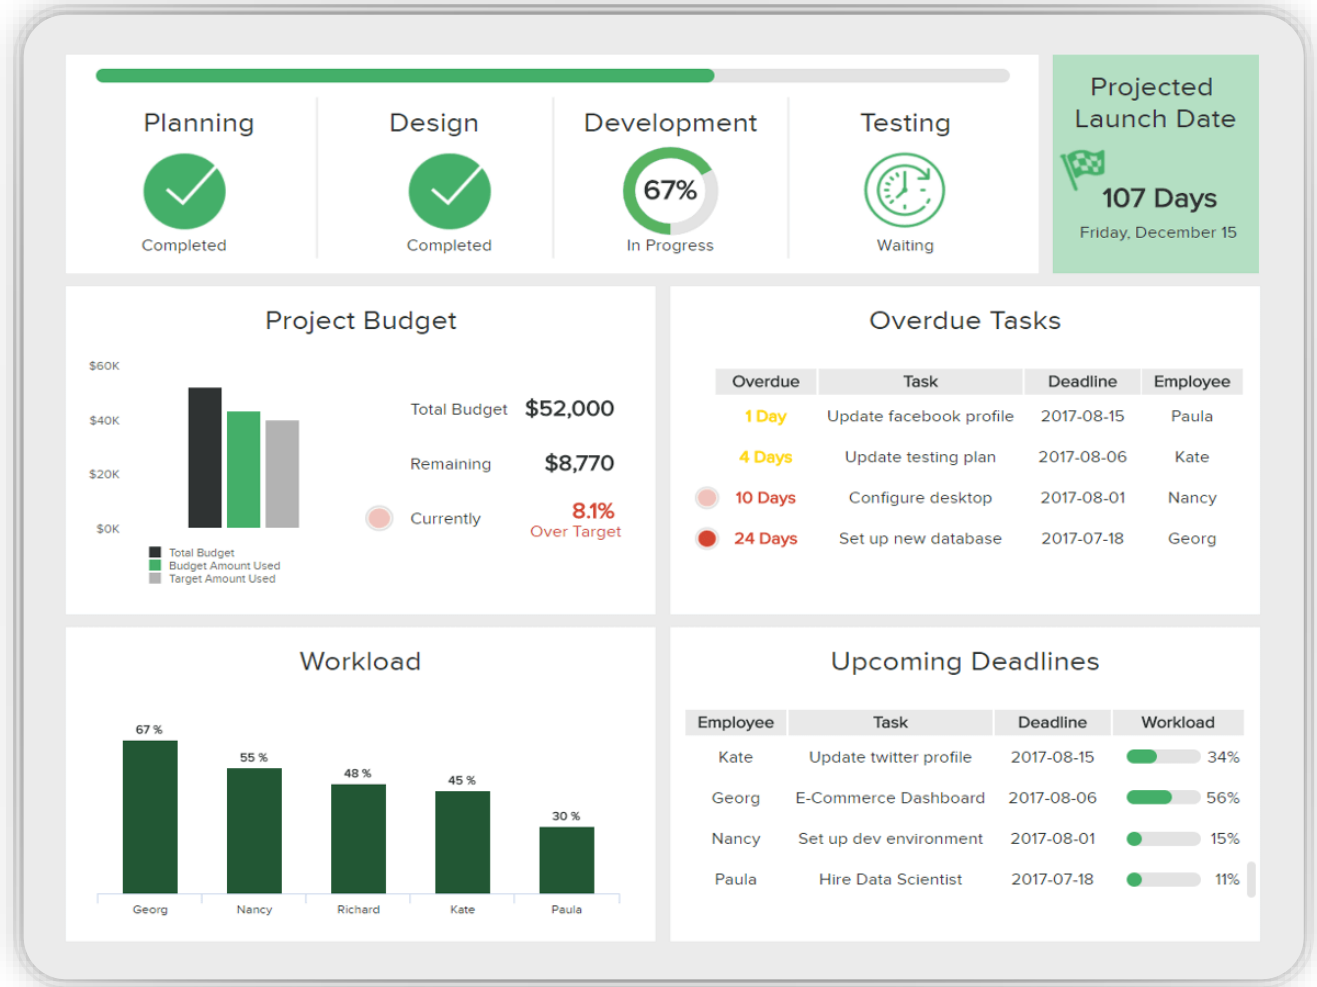 Planning
Design
Development
Testing
67%
Completed
Completed
In Progress
Waiting
Projected
Launch Date
107 Days
Friday, December 15
Project Budget
$60K
$40K
$20K
$0K
Total Budget
Budget Amount Used
Target Amount Used
Total Budget $52,000
Remaining $8,770
Currently 8.1%
Over Target
Overdue Tasks
Overdue Task Deadline Employee
1 Day Update facebook profile 2017-08-15 Paula
4 Days Update testing plan 2017-08-06 Kate
10 Days Configure desktop 2017-08-01 Nancy
24 Days Set up new database 2017-07-18 Georg
Workload
67 %
55 %
48 %
45 %
30 %
Georg Nancy Richard Kate Paula
Upcoming Deadlines
Employee Task Deadline Workload
Kate Update twitter profile 2017-08-15 34%
Georg E-Commerce Dashboard 2017-08-06 56%
Nancy Set up dev environment 2017-08-01 15%
Paula Hire Data Scientist 2017-07-18 11%